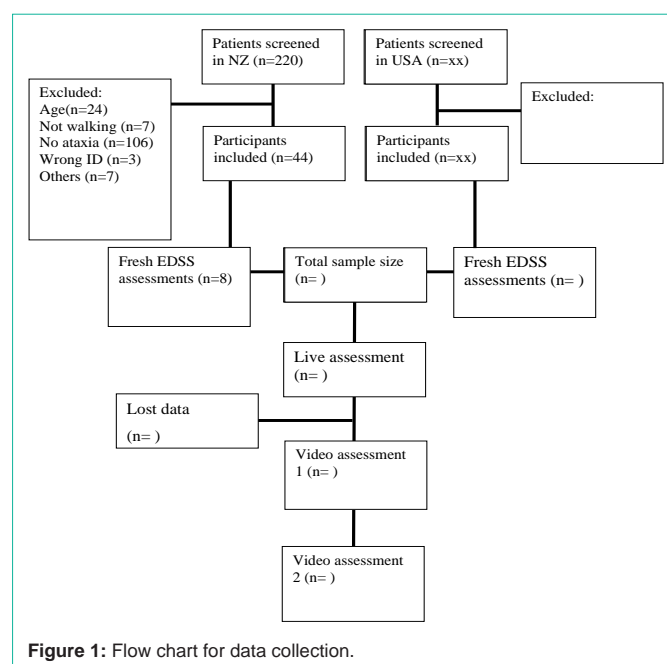 Patients screened
in NZ (n=220)
Patients screened
in USA (n=xx)
Excluded:
Age(n=24)
Not walking (n=7)
No ataxia (n=106)
Wrong ID (n=3)
Others (n=7)
Excluded:
Participants
included (n=44)
Participants
included (n=xx)
Fresh EDSS
assessments (n=8)
Total sample size
(n= )
Fresh EDSS
assessments (n= )
Live assessment
(n= )
Lost data
(n= )
Video assessment
1 (n= )
Video assessment
2 (n= )
Figure 1: Flow chart for data collection.